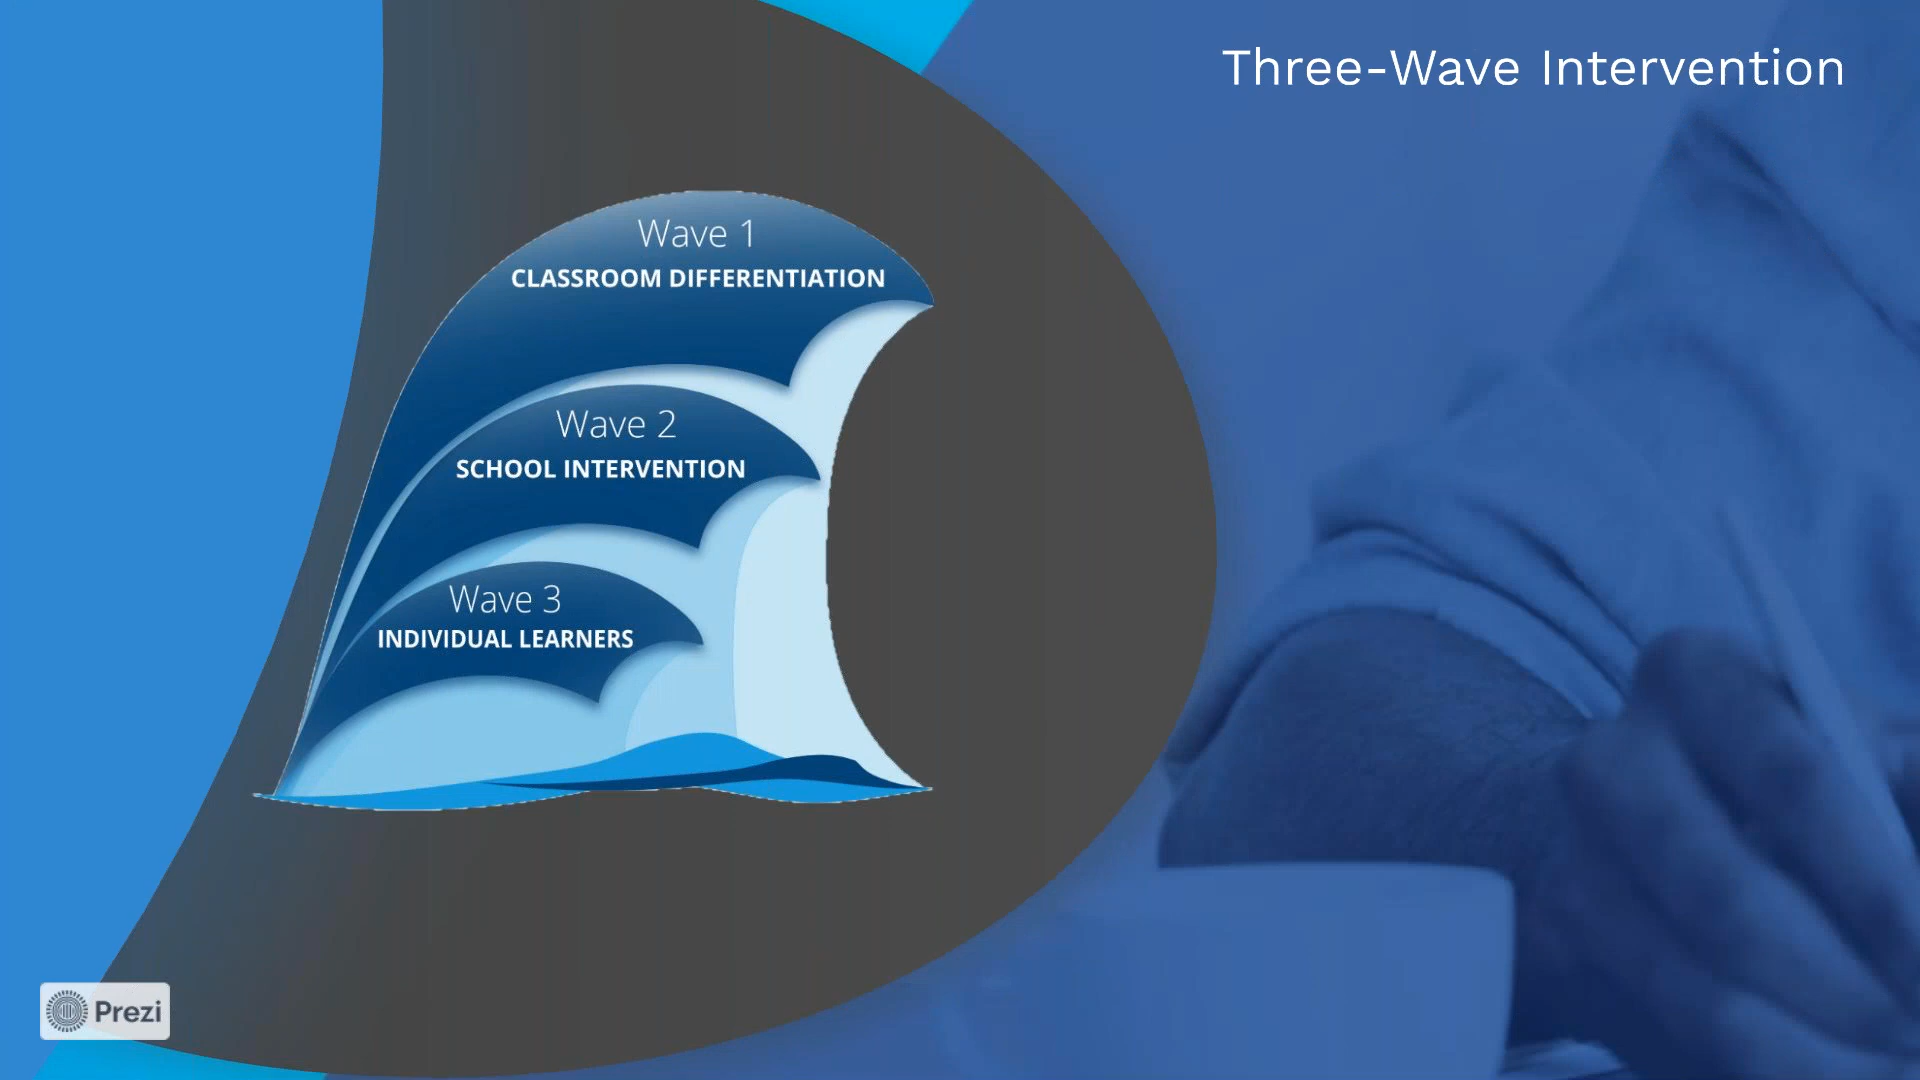 Three-Wave Intervention
Wave 1
CLASSROOM DIFFERENTIATION
Wave 2
SCHOOL INTERVENTION
Wave 3
INDIVIDUAL LEARNERS
Prezi